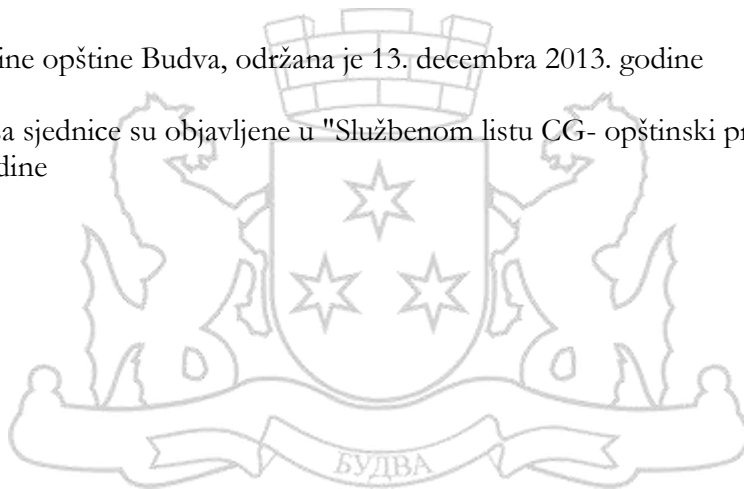 ine opštine Budva, održana je 13. decembra 2013. godine
sa sjednice su objavljene u "Službenom listu CG- opštinski pr
dine
БУДВА